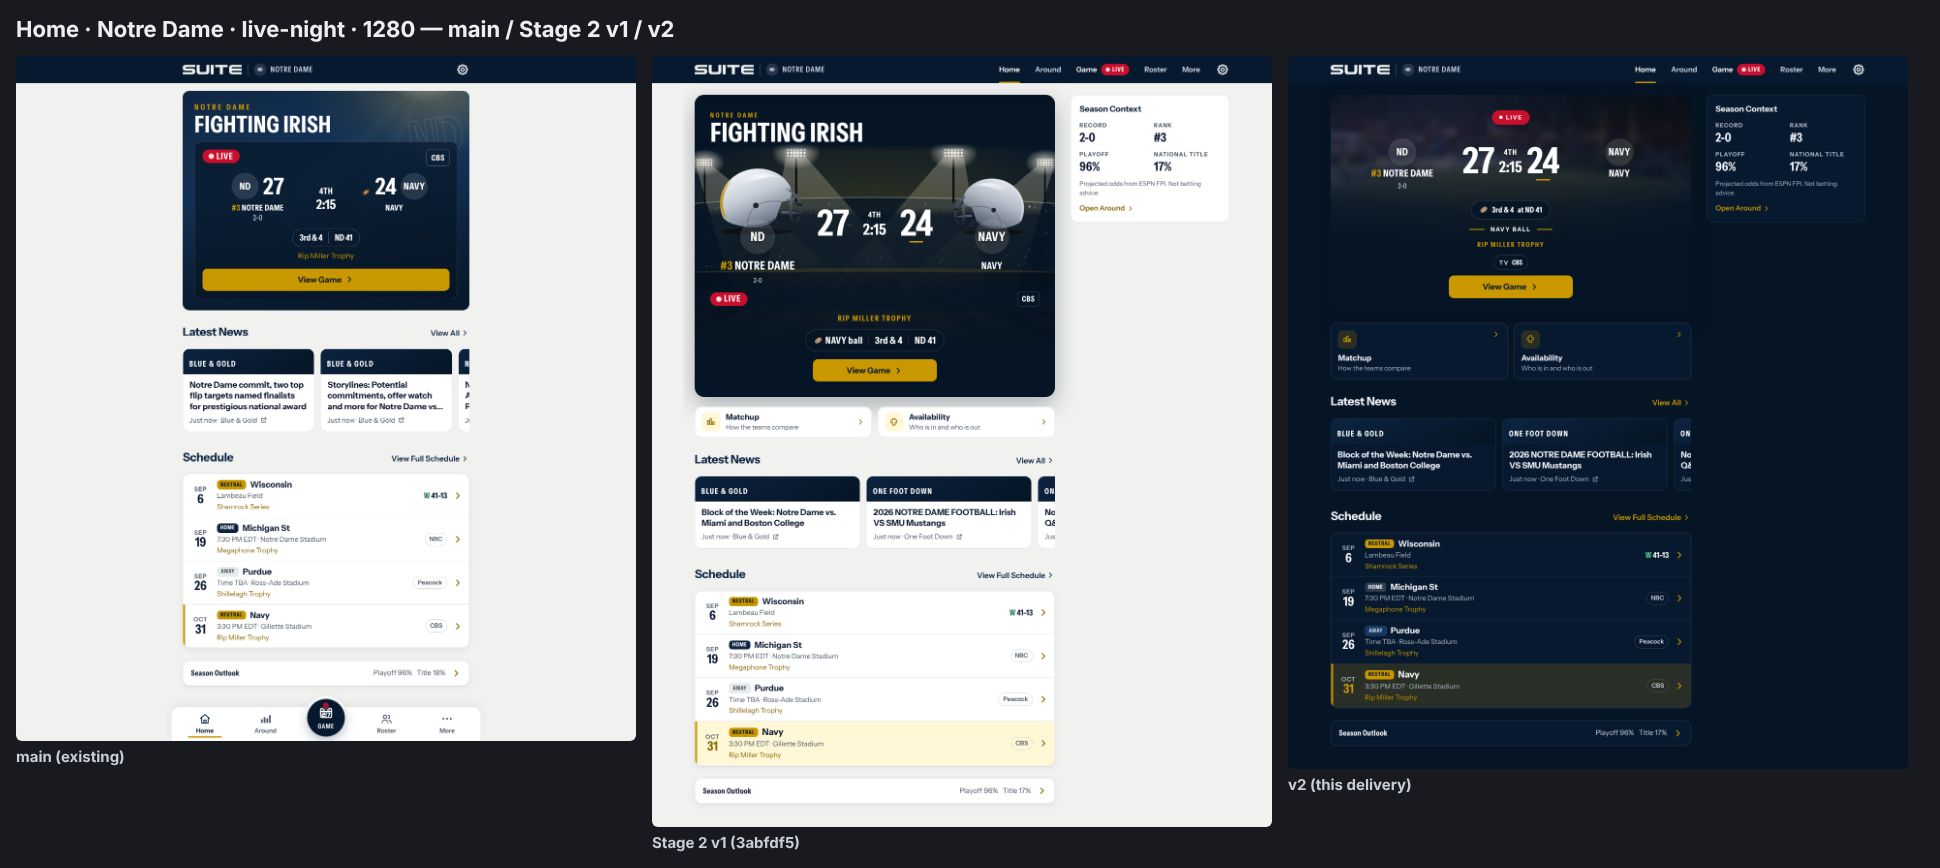 Home · Notre Dame · live-night · 1280 — main / Stage 2 v1 / v2
SUITE
ND
NOTRE DAME
NOTRE DAME
FIGHTING IRISH
ND
LIVE
CBS
ND
27
4TH
2:15
24
NAVY
#3 NOTRE DAME
2-0
NAVY
3rd & 4
ND 41
Rip Miller Trophy
View Game
Latest News
View All
BLUE & GOLD
Notre Dame commit, two top
flip targets named finalists
for prestigious national award
Just now · Blue & Gold
BLUE & GOLD
Storylines: Potential
commitments, offer watch
and more for Notre Dame vs...
Just now · Blue & Gold
Schedule
View Full Schedule
SEP
6
NEUTRAL Wisconsin
Lambeau Field
Shamrock Series
W 41-13
SEP
19
HOME Michigan St
7:30 PM EDT · Notre Dame Stadium
Megaphone Trophy
NBC
SEP
26
AWAY Purdue
Time TBA · Ross-Ade Stadium
Shillelagh Trophy
Peacock
OCT
31
NEUTRAL Navy
3:30 PM EDT · Gillette Stadium
Rip Miller Trophy
CBS
Season Outlook
Playoff 96% Title 18%
Home
Around
GAME
Roster
More
main (existing)
SUITE
ND
NOTRE DAME
Home
Around
Game
LIVE
Roster
More
NOTRE DAME
FIGHTING IRISH
27
4TH
2:15
24
ND
NAVY
#3 NOTRE DAME
2-0
NAVY
LIVE
CBS
RIP MILLER TROPHY
NAVY ball
3rd & 4
ND 41
View Game
Season Context
RECORD
2-0
RANK
#3
PLAYOFF
96%
NATIONAL TITLE
17%
Projected odds from ESPN FPI. Not betting
advice.
Open Around
Matchup
How the teams compare
Availability
Who is in and who is out
Latest News
View All
BLUE & GOLD
Block of the Week: Notre Dame vs.
Miami and Boston College
Just now · Blue & Gold
ONE FOOT DOWN
2026 NOTRE DAME FOOTBALL: Irish
VS SMU Mustangs
Just now · One Foot Down
ON
No
Q&
Schedule
View Full Schedule
SEP
6
NEUTRAL Wisconsin
Lambeau Field
Shamrock Series
W 41-13
SEP
19
HOME Michigan St
7:30 PM EDT · Notre Dame Stadium
Megaphone Trophy
NBC
SEP
26
AWAY Purdue
Time TBA · Ross-Ade Stadium
Shillelagh Trophy
Peacock
OCT
31
NEUTRAL Navy
3:30 PM EDT · Gillette Stadium
Rip Miller Trophy
CBS
Season Outlook
Playoff 96% Title 17%
Stage 2 v1 (3abfdf5)
SUITE
ND
NOTRE DAME
Home
Around
Game
LIVE
Roster
More
LIVE
ND
27
4TH
2:15
24
NAVY
#3 NOTRE DAME
2-0
NAVY
3rd & 4 at ND 41
NAVY BALL
RIP MILLER TROPHY
TV CBS
View Game
Season Context
RECORD
2-0
RANK
#3
PLAYOFF
96%
NATIONAL TITLE
17%
Projected odds from ESPN FPI. Not betting
advice.
Open Around
Matchup
How the teams compare
Availability
Who is in and who is out
Latest News
View All
BLUE & GOLD
Block of the Week: Notre Dame vs.
Miami and Boston College
Just now · Blue & Gold
ONE FOOT DOWN
2026 NOTRE DAME FOOTBALL: Irish
VS SMU Mustangs
Just now · One Foot Down
ON
No
Q&
Schedule
View Full Schedule
SEP
6
NEUTRAL Wisconsin
Lambeau Field
Shamrock Series
W 41-13
SEP
19
HOME Michigan St
7:30 PM EDT · Notre Dame Stadium
Megaphone Trophy
NBC
SEP
26
AWAY Purdue
Time TBA · Ross-Ade Stadium
Shillelagh Trophy
Peacock
OCT
31
NEUTRAL Navy
3:30 PM EDT · Gillette Stadium
Rip Miller Trophy
CBS
Season Outlook
Playoff 96% Title 17%
v2 (this delivery)